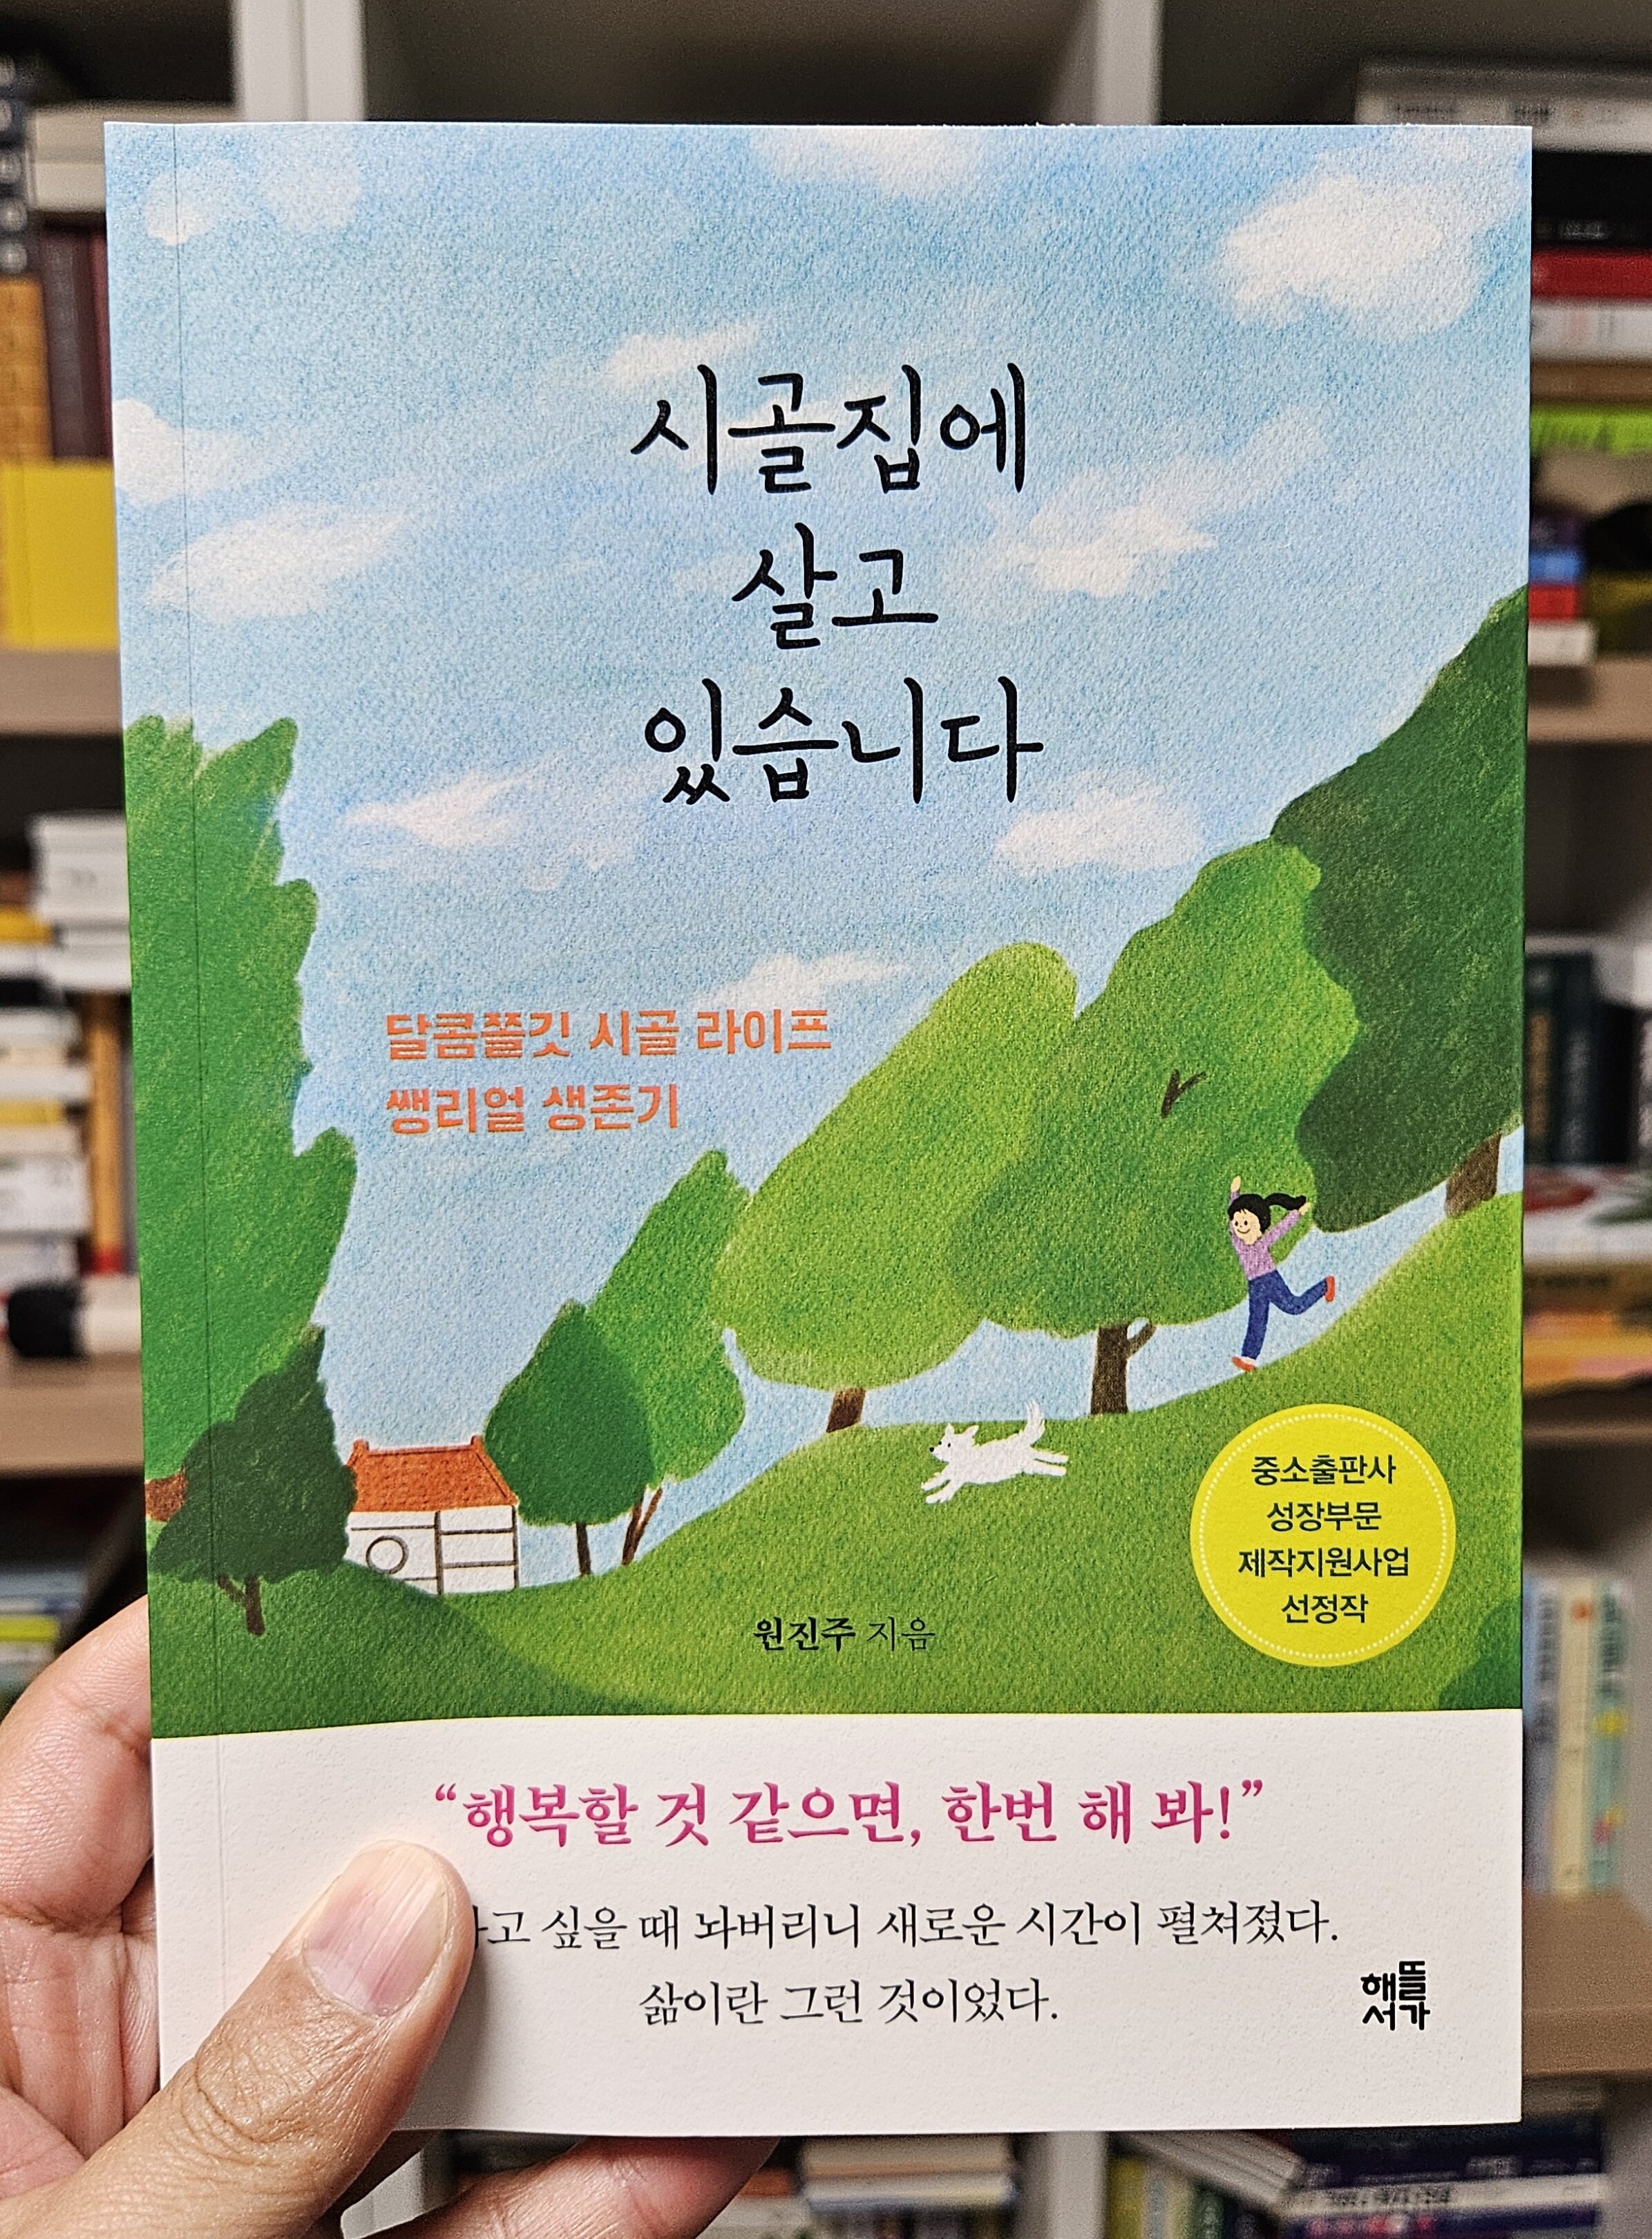 시골집에
살고
있습니다
달콤쫄깃 시골 라이프
쌩리얼 생존기
중소출판사
성장부문
제작지원사업
선정작
원진주 지음
“행복할 것 같으면, 한번 해 봐!”
싶을 때 놔버리니 새로운 시간이 펼쳐졌다.
삶이란 그런 것이었다.
해뜰
서가